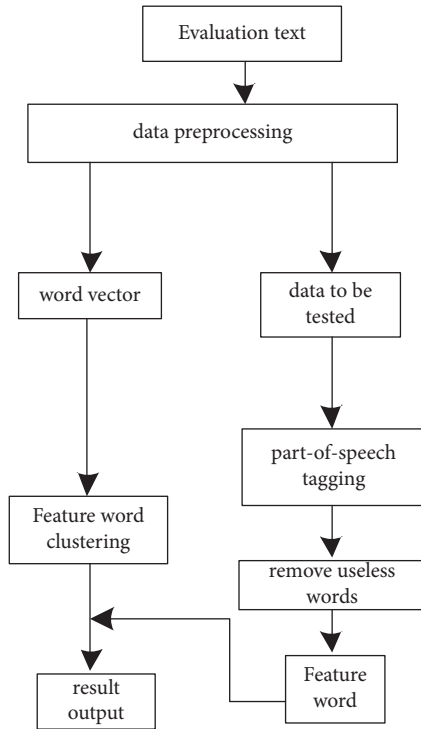 Evaluation text
data preprocessing
word vector
data to be
tested
part-of-speech
tagging
Feature word
clustering
remove useless
words
Feature
word
result
output